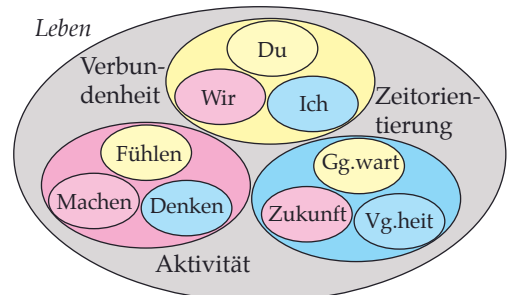 Leben
Du
Verbun-
denheit
Wir
Ich
Zeitorien-
tierung
Fühlen
Machen
Denken
Gg.wart
Zukunft
Vg.heit
Aktivität